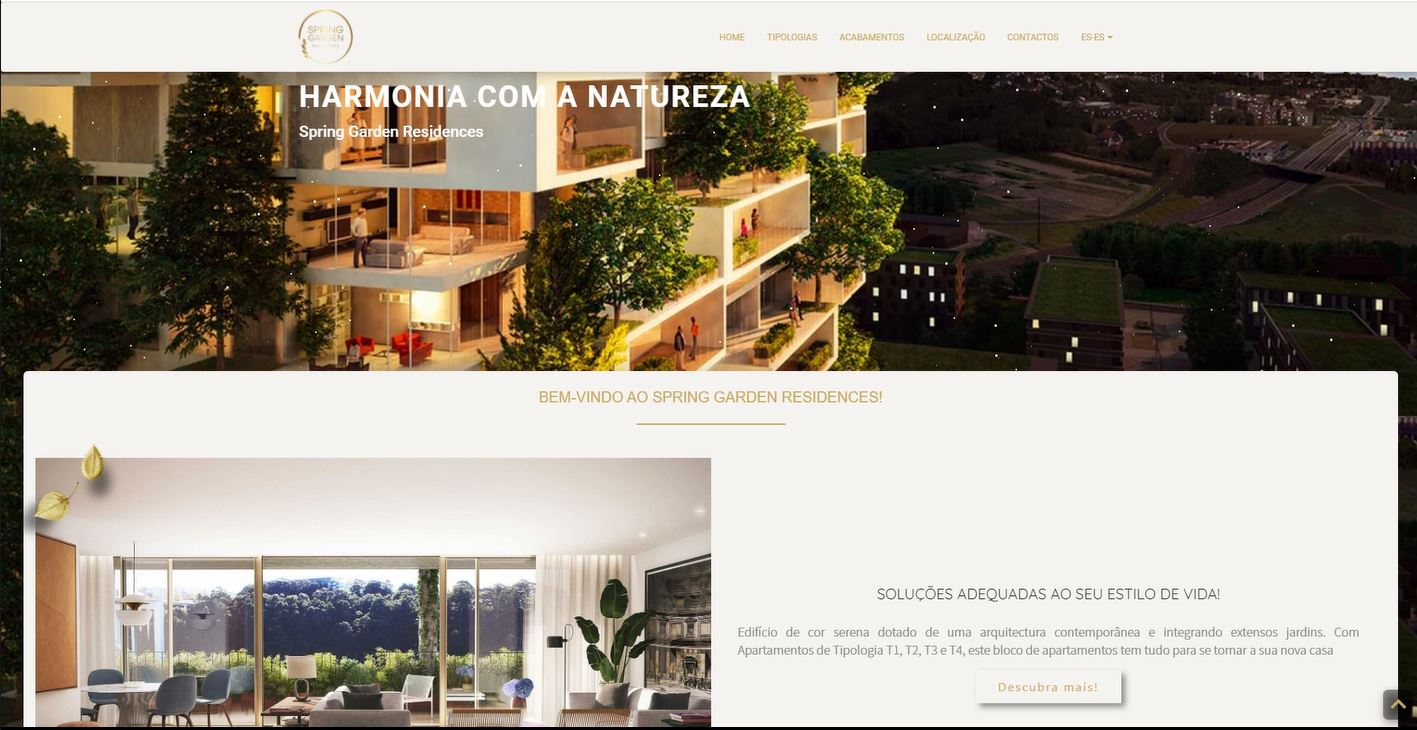 SPRING
GARDEN
HOME TIPOLOGIAS ACABAMENTOS LOCALIZAÇÃO CONTACTOS ES-ES
HARMONIA COM A NATUREZA
Spring Garden Residences
BEM-VINDO AO SPRING GARDEN RESIDENCES!
SOLUÇÕES ADEQUADAS AO SEU ESTILO DE VIDA!
Edifício de cor serena dotado de uma arquitectura contemporânea e integrando extensos jardins. Com
Apartamentos de Tipologia T1, T2, T3 e T4, este bloco de apartamentos tem tudo para se tornar a sua nova casa
Descubra mais!